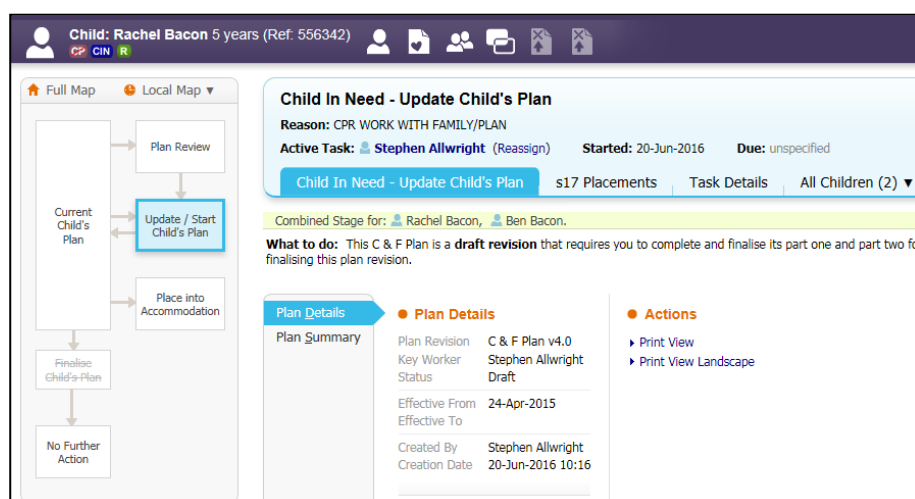 Child: Rachel Bacon 5 years (Ref: 556342)
CP CIN R
Full Map Local Map ▼
Current
Child's
Plan
Plan Review
Update / Start
Child's Plan
Place into
Accommodation
Finalise
Child's Plan
No Further
Action
Child In Need - Update Child's Plan
Reason: CPR WORK WITH FAMILY/PLAN
Active Task: Stephen Allwright (Reassign) Started: 20-Jun-2016 Due: unspecified
Child In Need - Update Child's Plan s17 Placements Task Details All Children (2) ▼
Combined Stage for: Rachel Bacon, Ben Bacon.
What to do: This C & F Plan is a draft revision that requires you to complete and finalise its part one and part two
finalising this plan revision.
Plan Details
Plan Summary
Plan Details
Plan Revision C & F Plan v4.0
Key Worker Stephen Allwright
Status Draft
Effective From 24-Apr-2015
Effective To
Created By Stephen Allwright
Creation Date 20-Jun-2016 10:16
Actions
Print View
Print View Landscape